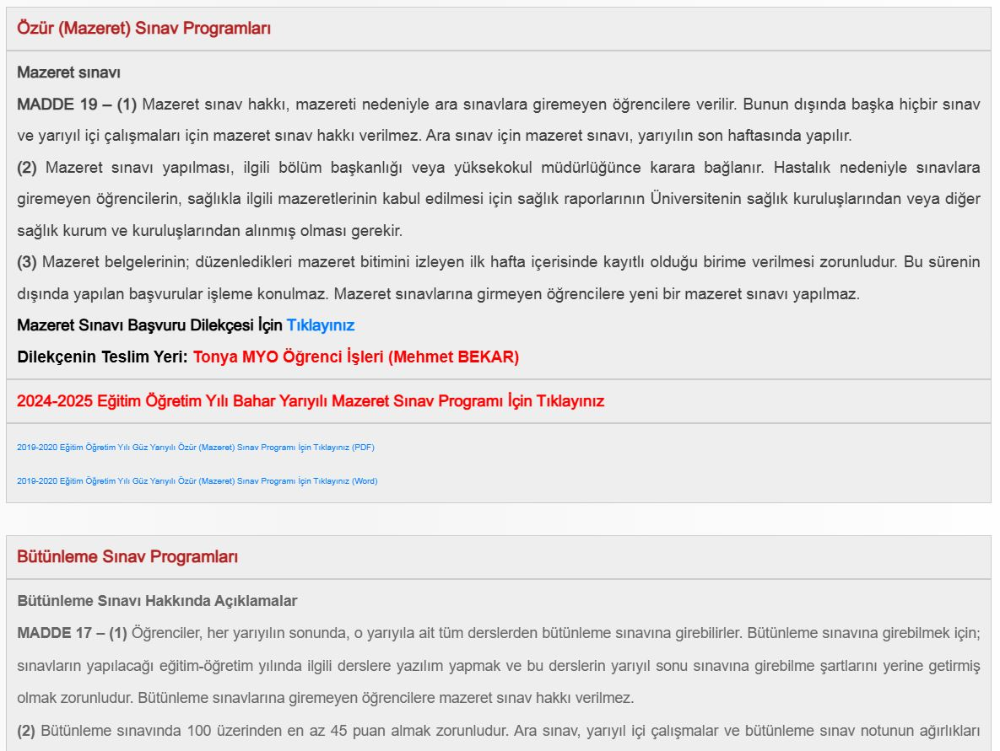 Özür (Mazeret) Sınav Programları
Mazeret sınavı
MADDE 19 – (1) Mazeret sınav hakkı, mazereti nedeniyle ara sınavlara giremeyen öğrencilere verilir. Bunun dışında başka hiçbir sınav
ve yarıyıl içi çalışmaları için mazeret sınav hakkı verilmez. Ara sınav için mazeret sınavı, yarıyılın son haftasında yapılır.
(2) Mazeret sınavı yapılması, ilgili bölüm başkanlığı veya yüksekokul müdürlüğünce karara bağlanır. Hastalık nedeniyle sınavlara
giremeyen öğrencilerin, sağlıkla ilgili mazeretlerinin kabul edilmesi için sağlık raporlarının Üniversitenin sağlık kuruluşlarından veya diğer
sağlık kurum ve kuruluşlarından alınmış olması gerekir.
(3) Mazeret belgelerinin; düzenledikleri mazeret bitimini izleyen ilk hafta içerisinde kayıtlı olduğu birime verilmesi zorunludur. Bu sürenin
dışında yapılan başvurular işleme konulmaz. Mazeret sınavlarına girmeyen öğrencilere yeni bir mazeret sınavı yapılmaz.
Mazeret Sınavı Başvuru Dilekçesi İçin Tıklayınız
Dilekçenin Teslim Yeri: Tonya MYO Öğrenci İşleri (Mehmet BEKAR)
2024-2025 Eğitim Öğretim Yılı Bahar Yarıyılı Mazeret Sınav Programı İçin Tıklayınız
2019-2020 Eğitim Öğretim Yılı Güz Yarıyılı Özür (Mazeret) Sınav Programı İçin Tıklayınız (PDF)
2019-2020 Eğitim Öğretim Yılı Güz Yarıyılı Özür (Mazeret) Sınav Programı İçin Tıklayınız (Word)
Bütünleme Sınav Programları
Bütünleme Sınavı Hakkında Açıklamalar
MADDE 17 – (1) Öğrenciler, her yarıyılın sonunda, o yarıyıla ait tüm derslerden bütünleme sınavına girebilirler. Bütünleme sınavına girebilmek için;
sınavların yapılacağı eğitim-öğretim yılında ilgili derslere yazılım yapmak ve bu derslerin yarıyıl sonu sınavına girebilme şartlarını yerine getirmiş
olmak zorunludur. Bütünleme sınavlarına giremeyen öğrencilere mazeret sınav hakkı verilmez.
(2) Bütünleme sınavında 100 üzerinden en az 45 puan almak zorunludur. Ara sınav, yarıyıl içi çalışmalar ve bütünleme sınav notunun ağırlıkları